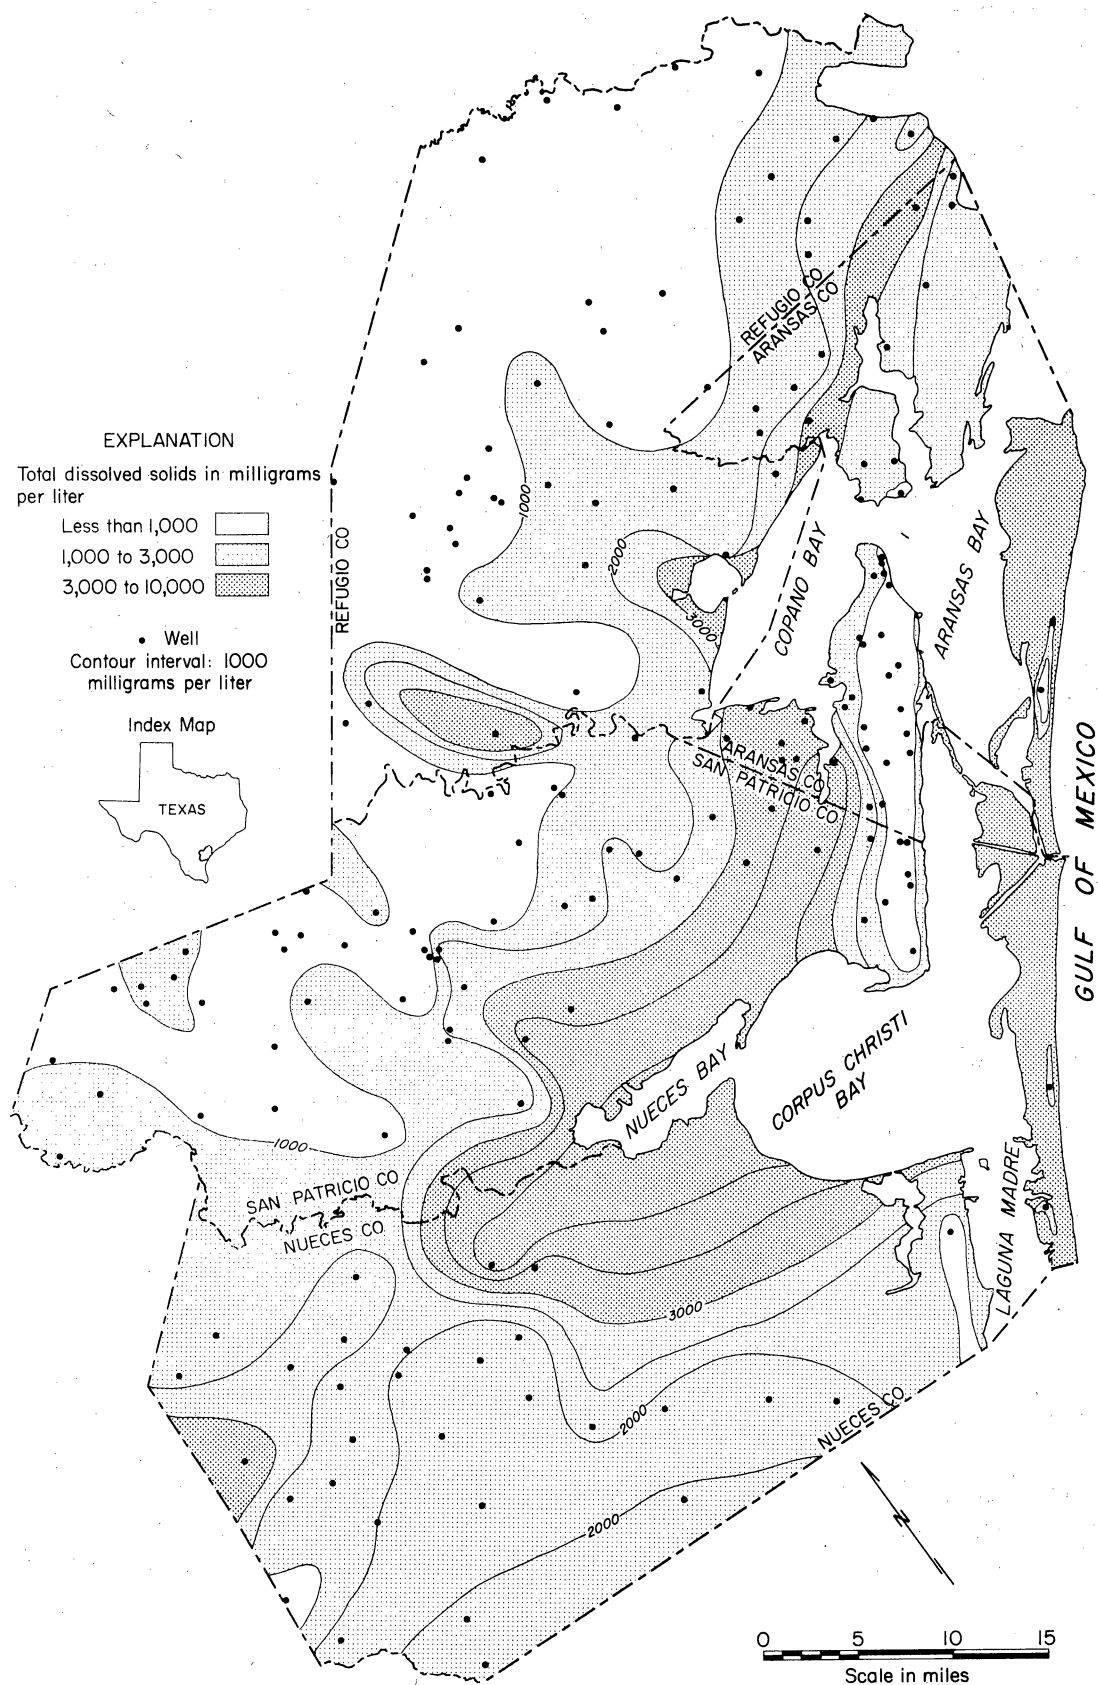 REFUGIO CO
ARANSAS CO
EXPLANATION
Total dissolved solids in milligrams
per liter
Less than 1,000
1,000 to 3,000
3,000 to 10,000
Well
Contour interval: 1000
milligrams per liter
Index Map
TEXAS
REFUGIO CO
1000
2000
3000
COPANO BAY
ARANSAS BAY
GULF OF MEXICO
ARANSAS CO
SAN PATRICIO CO
NUECES BAY
CORPUS CHRISTI
BAY
LAGUNA MADRE
1000
SAN PATRICIO CO
NUECES CO
3000
2000
NUECES CO
2000
N
0 5 10 15
Scale in miles